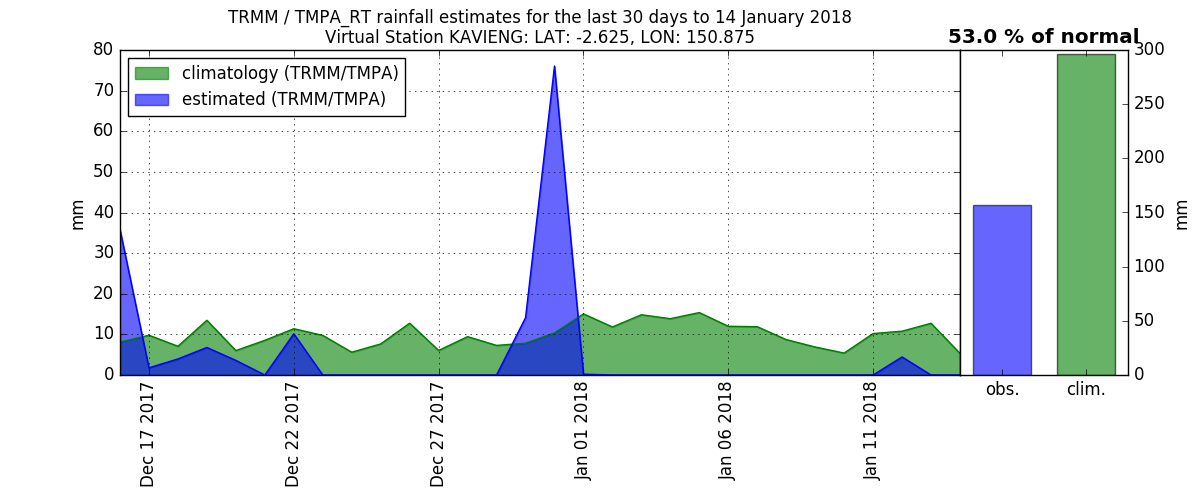 TRMM / TMPA_RT rainfall estimates for the last 30 days to 14 January 2018
Virtual Station KAVIENG: LAT: -2.625, LON: 150.875
53.0 % of normal
climatology (TRMM/TMPA)
estimated (TRMM/TMPA)
80
70
60
50
40
30
20
10
0
mm
Dec 17 2017
Dec 22 2017
Dec 27 2017
Jan 01 2018
Jan 06 2018
Jan 11 2018
obs.
clim.
300
250
200
150
100
50
0
mm